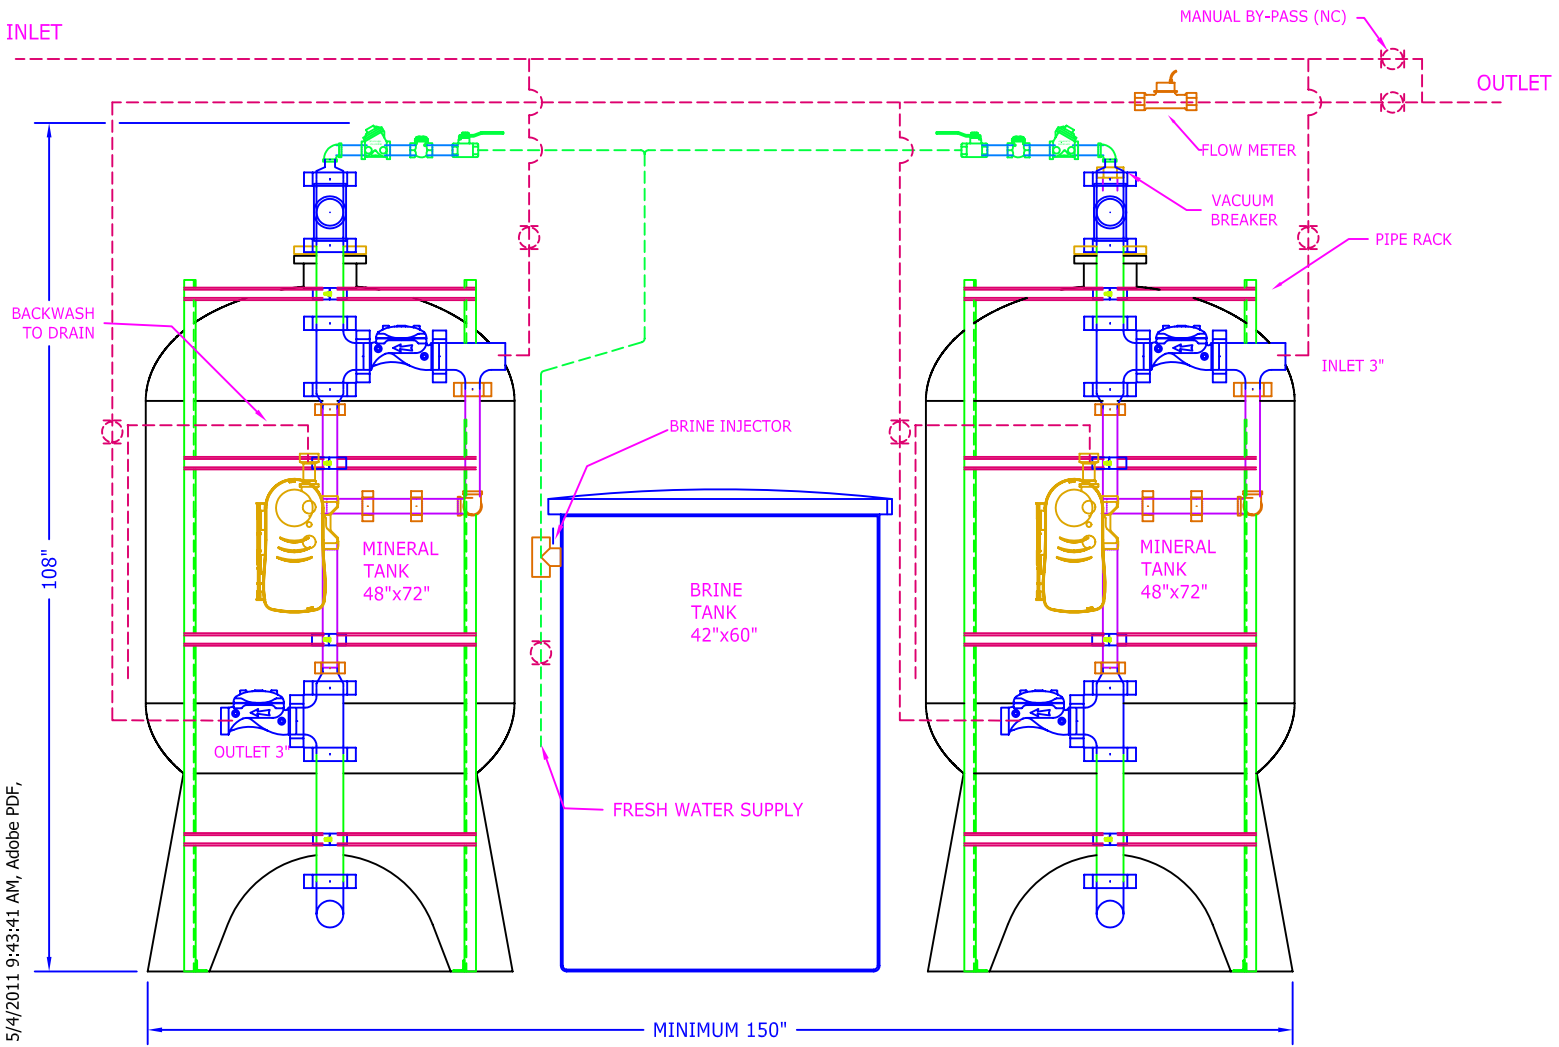 MANUAL BY-PASS (NC)
INLET
OUTLET
FLOW METER
VACUUM
BREAKER
PIPE RACK
BACKWASH
TO DRAIN
INLET 3"
BRINE INJECTOR
108"
MINERAL
TANK
48"x72"
BRINE
TANK
42"x60"
MINERAL
TANK
48"x72"
OUTLET 3"
FRESH WATER SUPPLY
5/4/2011 9:43:41 AM, Adobe PDF,
MINIMUM 150"